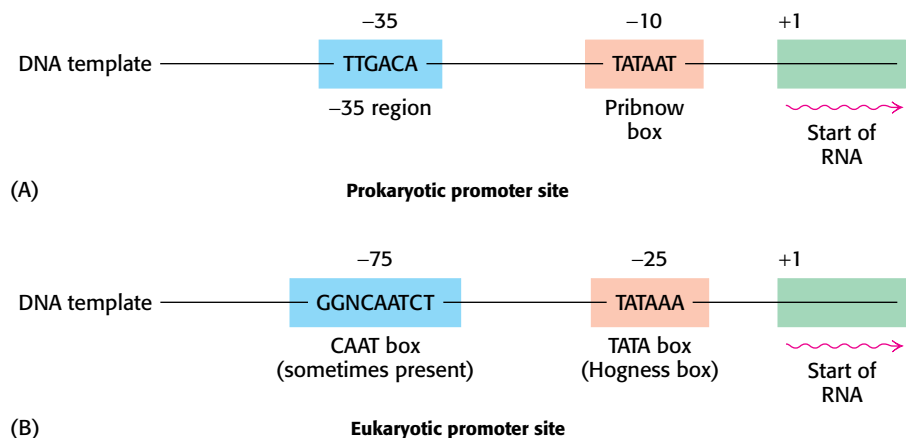 −35 −10 +1
DNA template TTGACA TATAAT
−35 region Pribnow
box
Start of
RNA
(A) Prokaryotic promoter site
−75 −25 +1
DNA template GGNCAATCT TATAAA
CAAT box
(sometimes present)
TATA box
(Hogness box)
Start of
RNA
(B) Eukaryotic promoter site